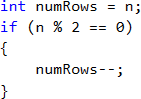 int numRows = n;
if (n % 2 == 0)
{
    numRows--;
}